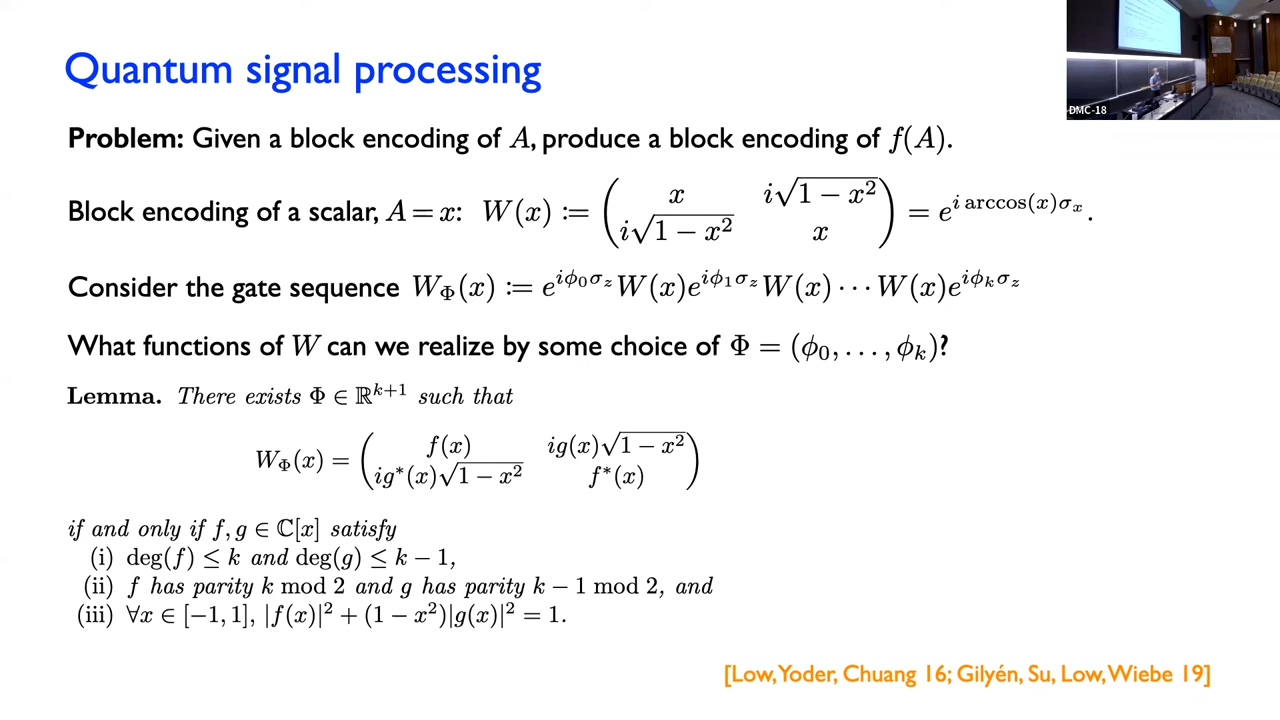 Quantum signal processing
DMC-18
Problem: Given a block encoding of A, produce a block encoding of f(A).
Block encoding of a scalar, A = x: W(x) := ( x i√(1 − x²) ; i√(1 − x²) x ) = e^{i arccos(x)σ_x}.
Consider the gate sequence W_Φ(x) := e^{iϕ₀σ_z}W(x)e^{iϕ₁σ_z}W(x) ⋯ W(x)e^{iϕ_kσ_z}
What functions of W can we realize by some choice of Φ = (ϕ₀, …, ϕ_k)?
Lemma. There exists Φ ∈ ℝ^{k+1} such that
W_Φ(x) = ( f(x) ig(x)√(1 − x²) ; ig*(x)√(1 − x²) f*(x) )
if and only if f, g ∈ ℂ[x] satisfy
(i) deg(f) ≤ k and deg(g) ≤ k − 1,
(ii) f has parity k mod 2 and g has parity k − 1 mod 2, and
(iii) ∀x ∈ [−1, 1], |f(x)|² + (1 − x²)|g(x)|² = 1.
[Low, Yoder, Chuang 16; Gilyén, Su, Low, Wiebe 19]